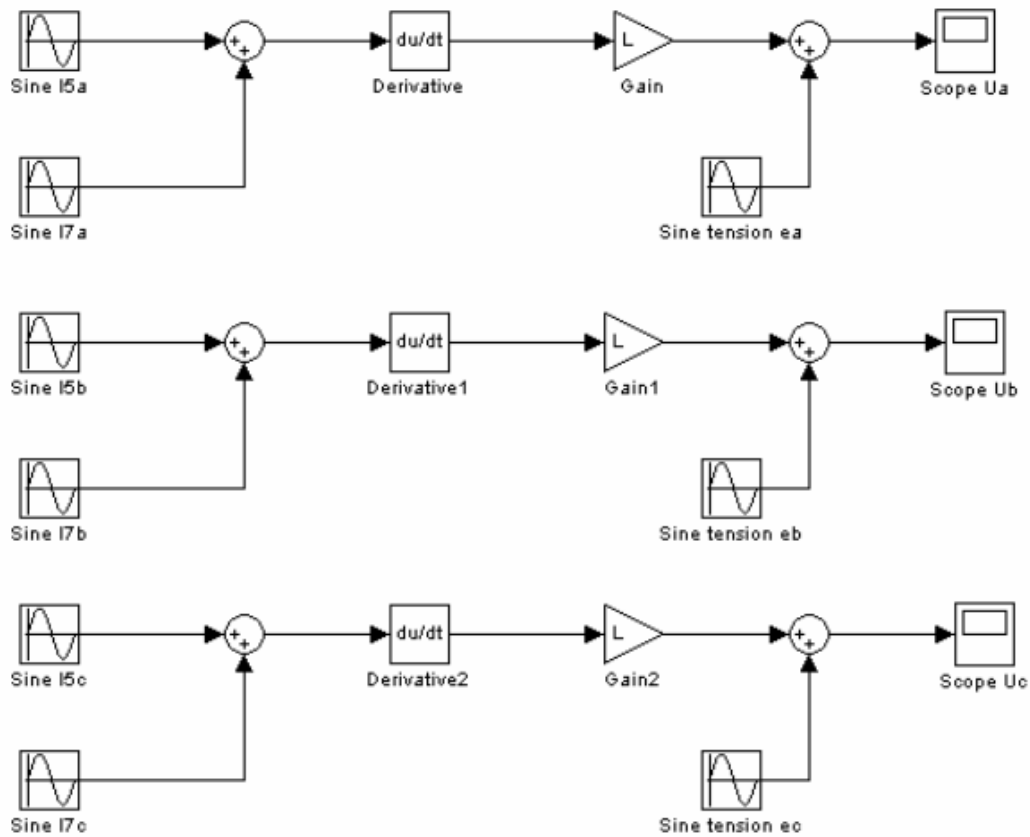 du/dt
L
Sine I5a
Derivative
Gain
Scope Ua
Sine I7a
Sine tension ea
du/dt
L
Sine I5b
Derivative1
Gain1
Scope Ub
Sine I7b
Sine tension eb
du/dt
L
Sine I5c
Derivative2
Gain2
Scope Uc
Sine I7c
Sine tension ec